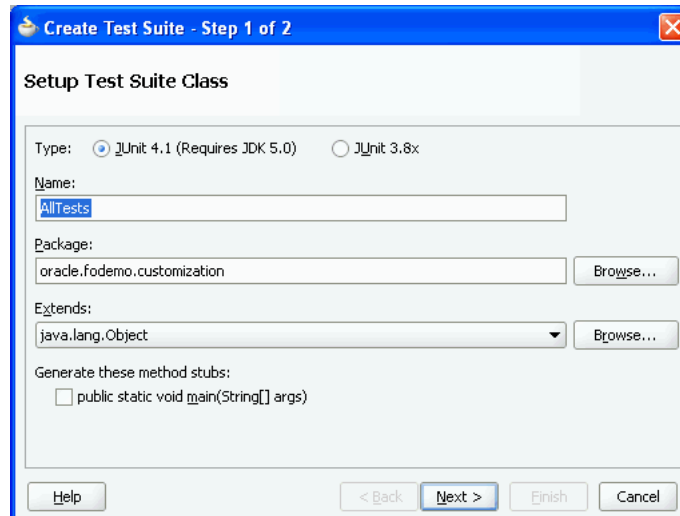 Create Test Suite - Step 1 of 2
Setup Test Suite Class
Type: JUnit 4.1 (Requires JDK 5.0) JUnit 3.8x
Name:
AllTests
Package:
oracle.fodemo.customization Browse...
Extends:
java.lang.Object Browse...
Generate these method stubs:
public static void main(String[] args)
Help < Back Next > Finish Cancel